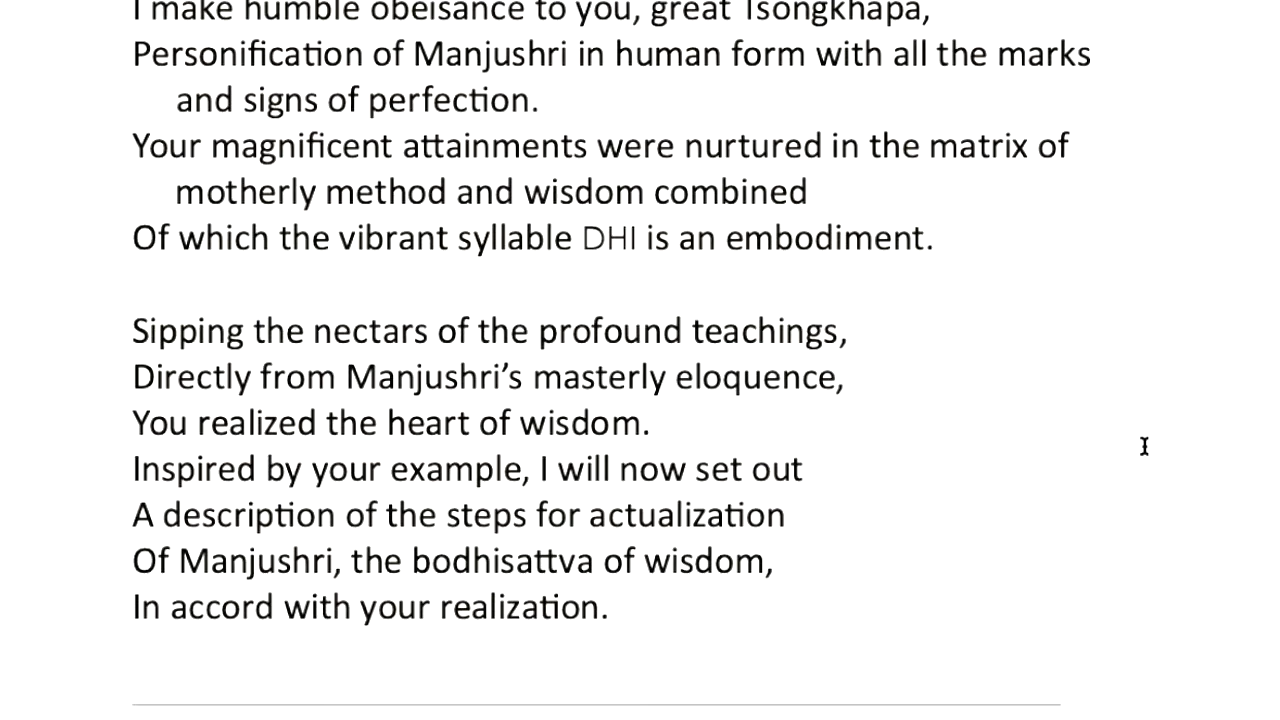 I make humble obeisance to you, great Tsongkhapa,
Personification of Manjushri in human form with all the marks
and signs of perfection.
Your magnificent attainments were nurtured in the matrix of
motherly method and wisdom combined
Of which the vibrant syllable DHI is an embodiment.
Sipping the nectars of the profound teachings,
Directly from Manjushri’s masterly eloquence,
You realized the heart of wisdom.
Inspired by your example, I will now set out
A description of the steps for actualization
Of Manjushri, the bodhisattva of wisdom,
In accord with your realization.